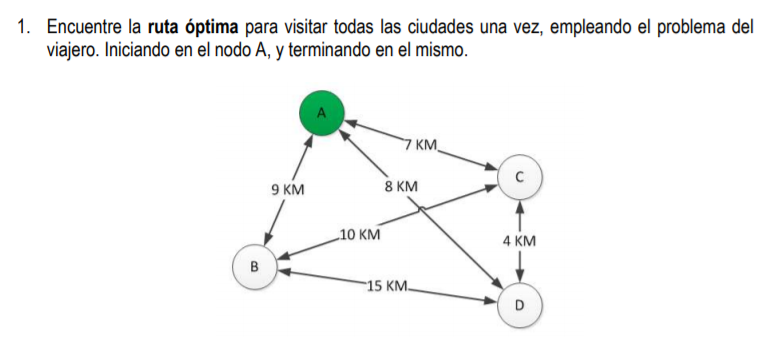 1. Encuentre la ruta óptima para visitar todas las ciudades una vez, empleando el problema del
viajero. Iniciando en el nodo A, y terminando en el mismo.
A
7 KM
C
9 KM
8 KM
10 KM
4 KM
B
15 KM
D